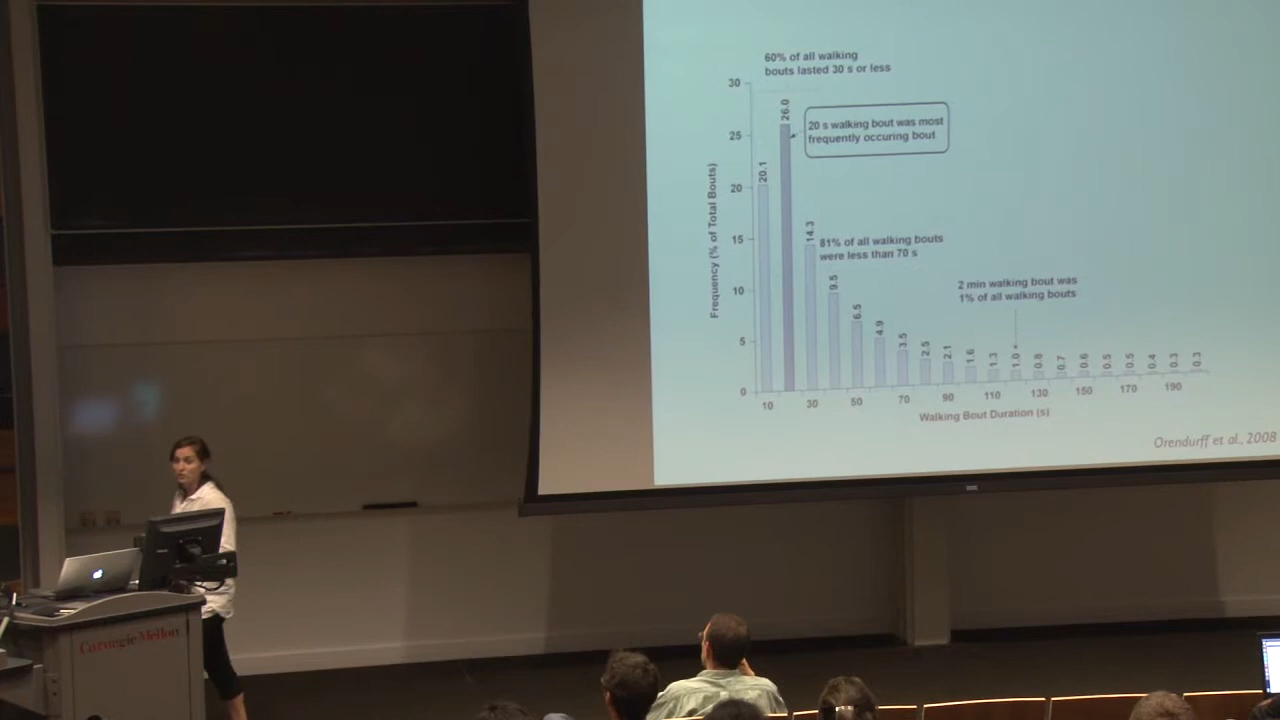 60% of all walking
bouts lasted 30 s or less
30
25
20
15
10
5
0
Frequency (% of Total Bouts)
20 s walking bout was most
frequently occuring bout
81% of all walking bouts
were less than 70 s
2 min walking bout was
1% of all walking bouts
20.1
26.0
14.3
9.5
6.5
4.9
3.5
2.5
2.1
1.6
1.3
1.0
0.8
0.7
0.6
0.5
0.5
0.4
0.3
0.3
10 30 50 70 90 110 130 150 170 190
Walking Bout Duration (s)
Orendurff et al., 2008
Carnegie Mellon